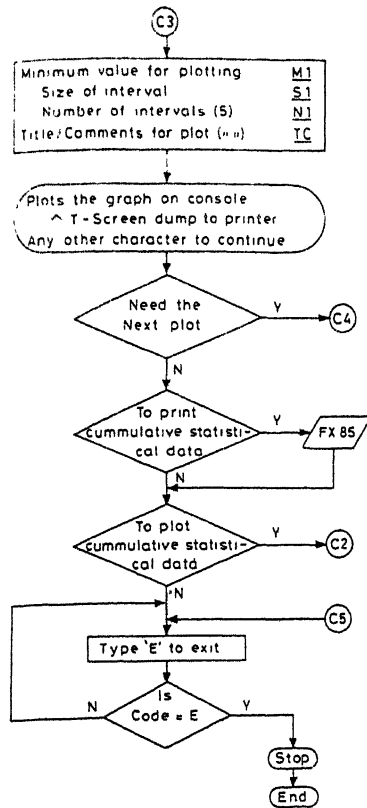 C3
Minimum value for plotting M1
Size of interval S1
Number of intervals (5) N1
Title/Comments for plot (" ") TC
Plots the graph on console
^ T-Screen dump to printer
Any other character to continue
Need the
Next plot
Y
C4
N
To print
cummulative statisti-
cal data
Y
FX 85
N
To plot
cummulative statisti-
cal data
Y
C2
N
C5
Type 'E' to exit
Is
Code = E
N
Y
Stop
End